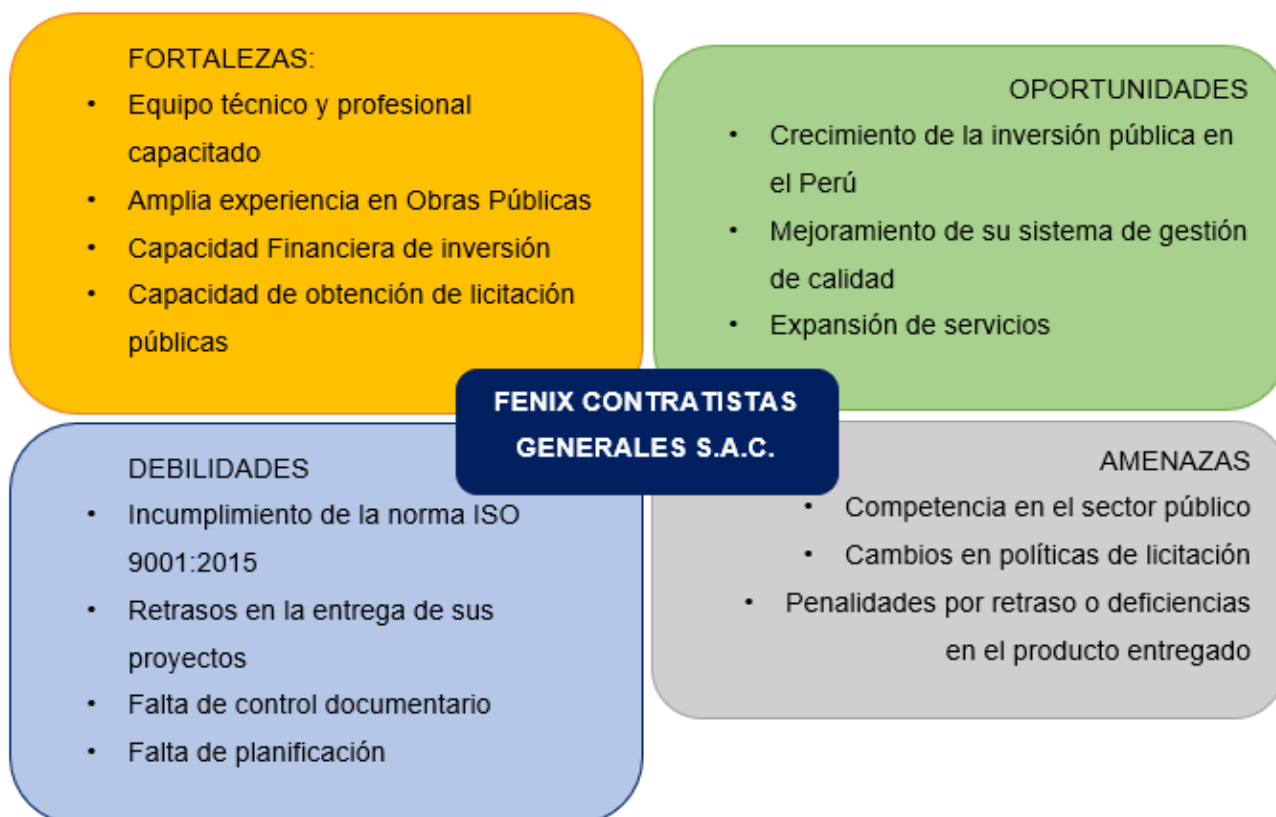 FORTALEZAS:
• Equipo técnico y profesional
capacitado
• Amplia experiencia en Obras Públicas
• Capacidad Financiera de inversión
• Capacidad de obtención de licitación
públicas
OPORTUNIDADES
• Crecimiento de la inversión pública en
el Perú
• Mejoramiento de su sistema de gestión
de calidad
• Expansión de servicios
FENIX CONTRATISTAS
GENERALES S.A.C.
DEBILIDADES
• Incumplimiento de la norma ISO
9001:2015
• Retrasos en la entrega de sus
proyectos
• Falta de control documentario
• Falta de planificación
AMENAZAS
• Competencia en el sector público
• Cambios en políticas de licitación
• Penalidades por retraso o deficiencias
en el producto entregado